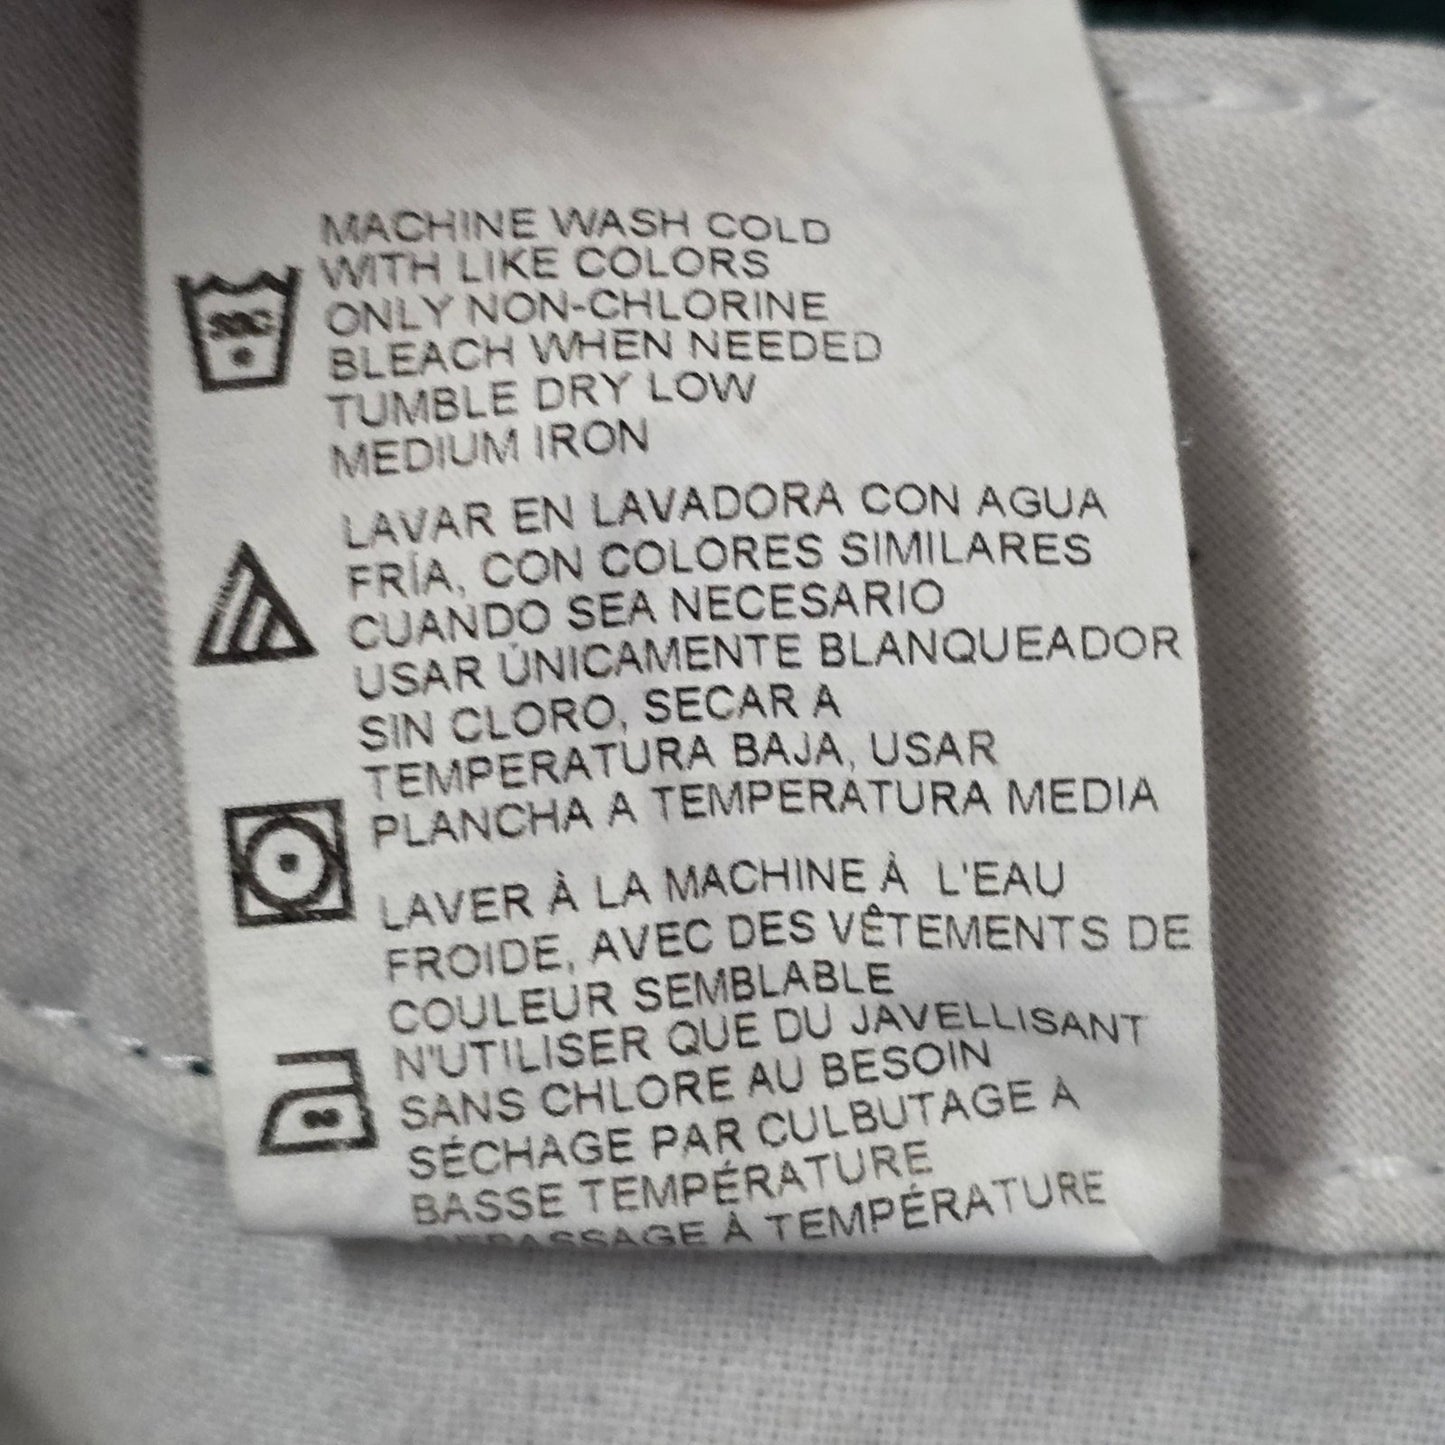 MACHINE WASH COLD
WITH LIKE COLORS
ONLY NON-CHLORINE
BLEACH WHEN NEEDED
TUMBLE DRY LOW
MEDIUM IRON
LAVAR EN LAVADORA CON AGUA
FRÍA, CON COLORES SIMILARES
CUANDO SEA NECESARIO
USAR ÚNICAMENTE BLANQUEADOR
SIN CLORO, SECAR A
TEMPERATURA BAJA, USAR
PLANCHA A TEMPERATURA MEDIA
LAVER À LA MACHINE À L'EAU
FROIDE, AVEC DES VÊTEMENTS DE
COULEUR SEMBLABLE
N'UTILISER QUE DU JAVELLISANT
SANS CHLORE AU BESOIN
SÉCHAGE PAR CULBUTAGE À
BASSE TEMPÉRATURE
À TEMPÉRATURE